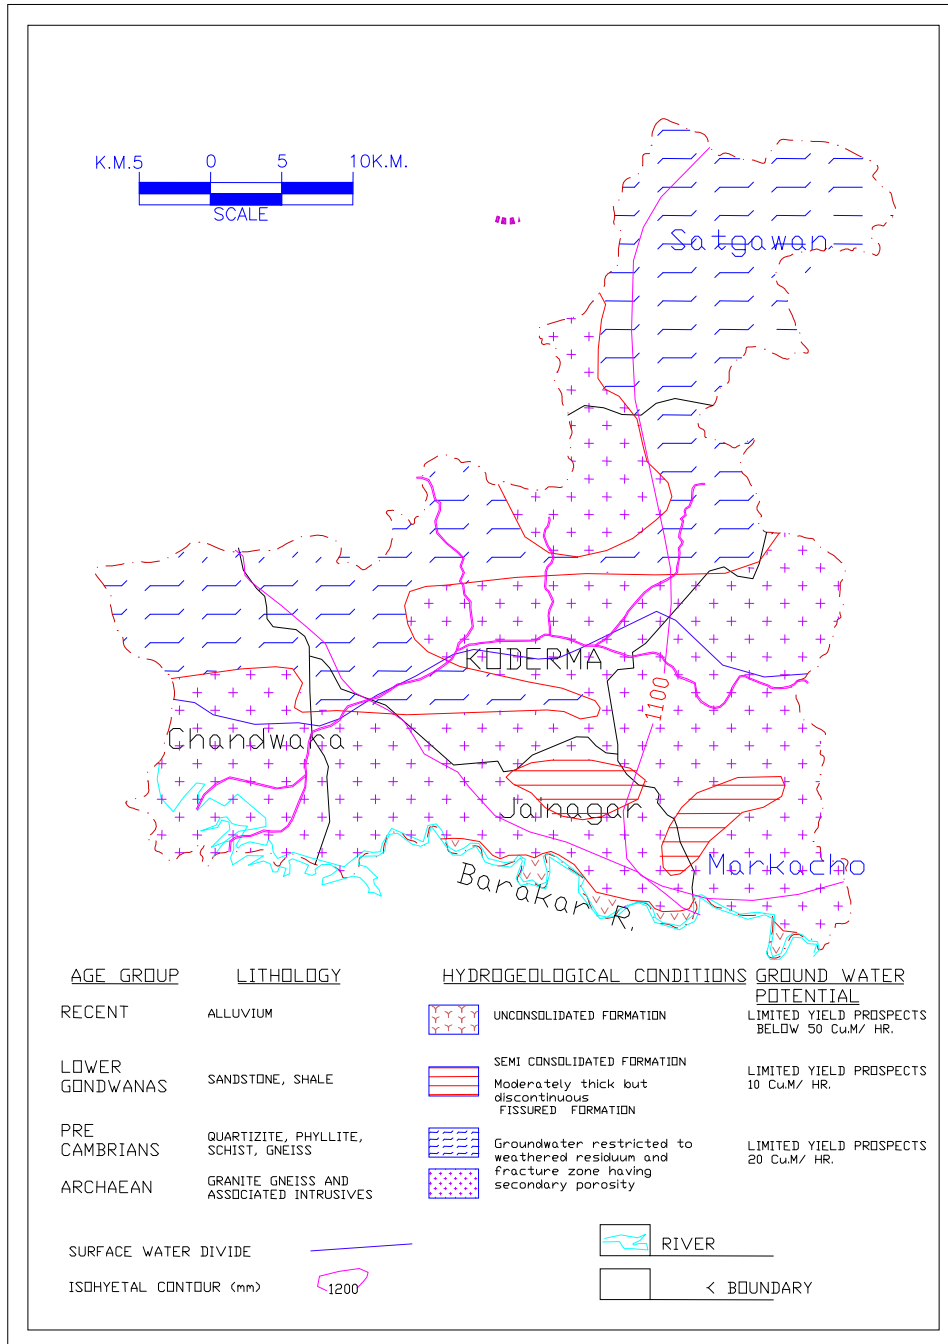 K.M.5 0 5 10K.M.
SCALE
Satgawan
KODERMA
1100
Chandwara
Jainagar
Markacho
Barakar R.
AGE GROUP LITHOLOGY HYDROGEOLOGICAL CONDITIONS GROUND WATER POTENTIAL
RECENT ALLUVIUM UNCONSOLIDATED FORMATION LIMITED YIELD PROSPECTS
BELOW 50 Cu.M/ HR.
LOWER
GONDWANAS
SANDSTONE, SHALE
SEMI CONSOLIDATED FORMATION
Moderately thick but
discontinuous
FISSURED FORMATION
LIMITED YIELD PROSPECTS
10 Cu.M/ HR.
PRE
CAMBRIANS
QUARTIZITE, PHYLLITE,
SCHIST, GNEISS
Groundwater restricted to
weathered residuum and
fracture zone having
secondary porosity
LIMITED YIELD PROSPECTS
20 Cu.M/ HR.
ARCHAEAN
GRANITE GNEISS AND
ASSOCIATED INTRUSIVES
SURFACE WATER DIVIDE
ISOHYETAL CONTOUR (mm) 1200
RIVER
< BOUNDARY